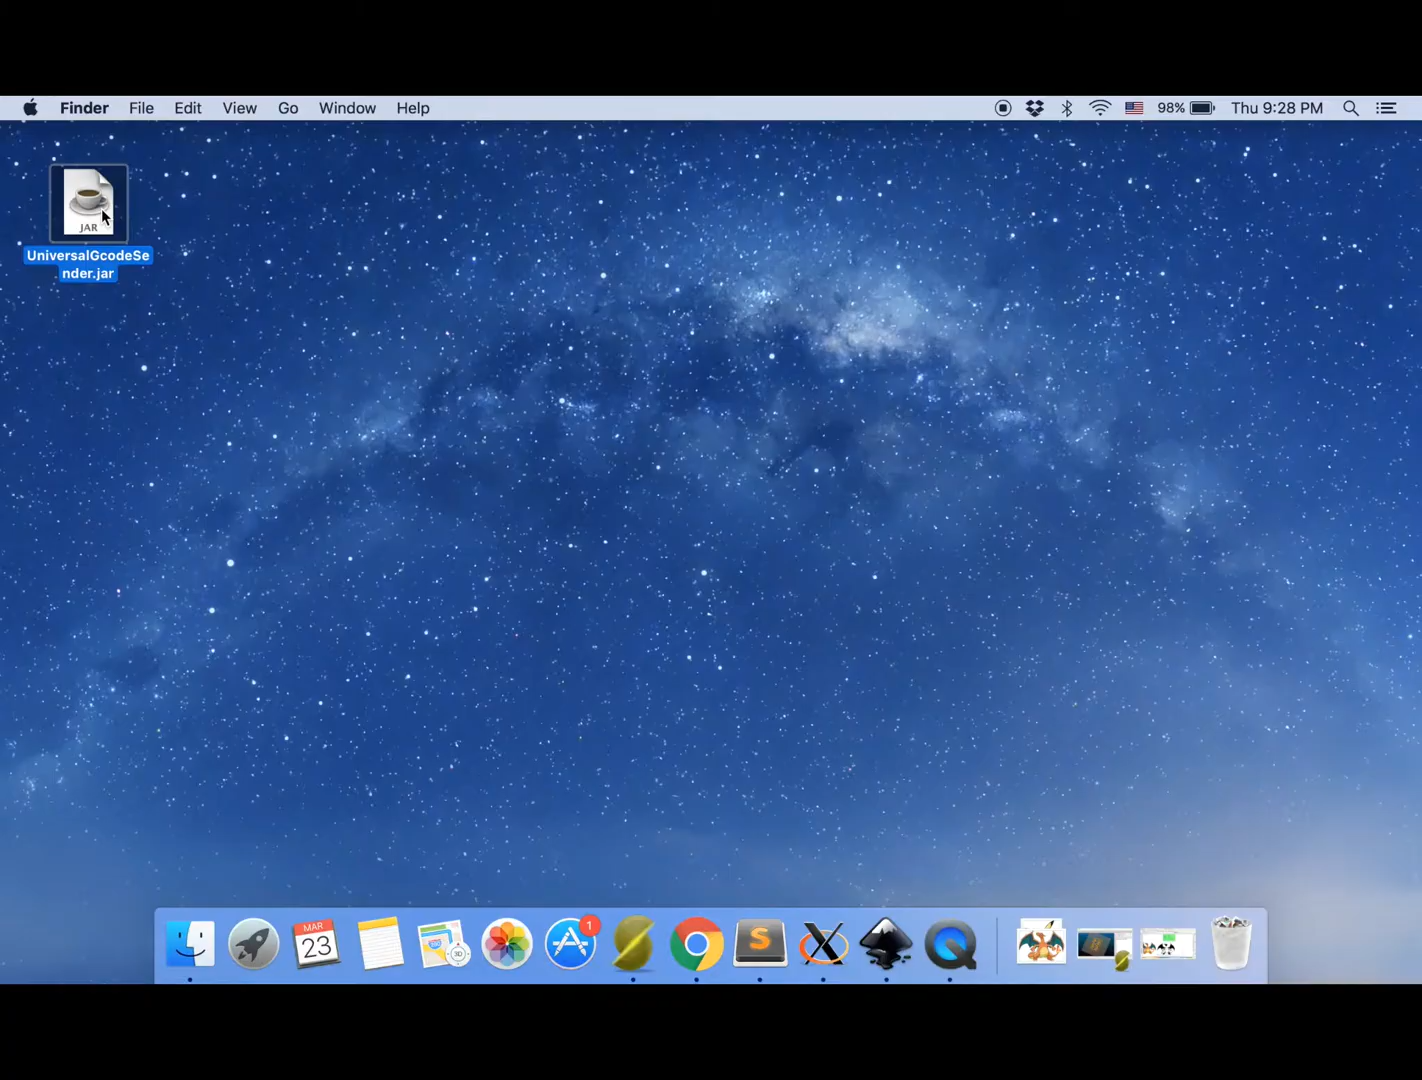 Finder File Edit View Go Window Help 98% Thu 9:28 PM
JAR
UniversalGcodeSe
nder.jar
1
MAR
23
3D
S